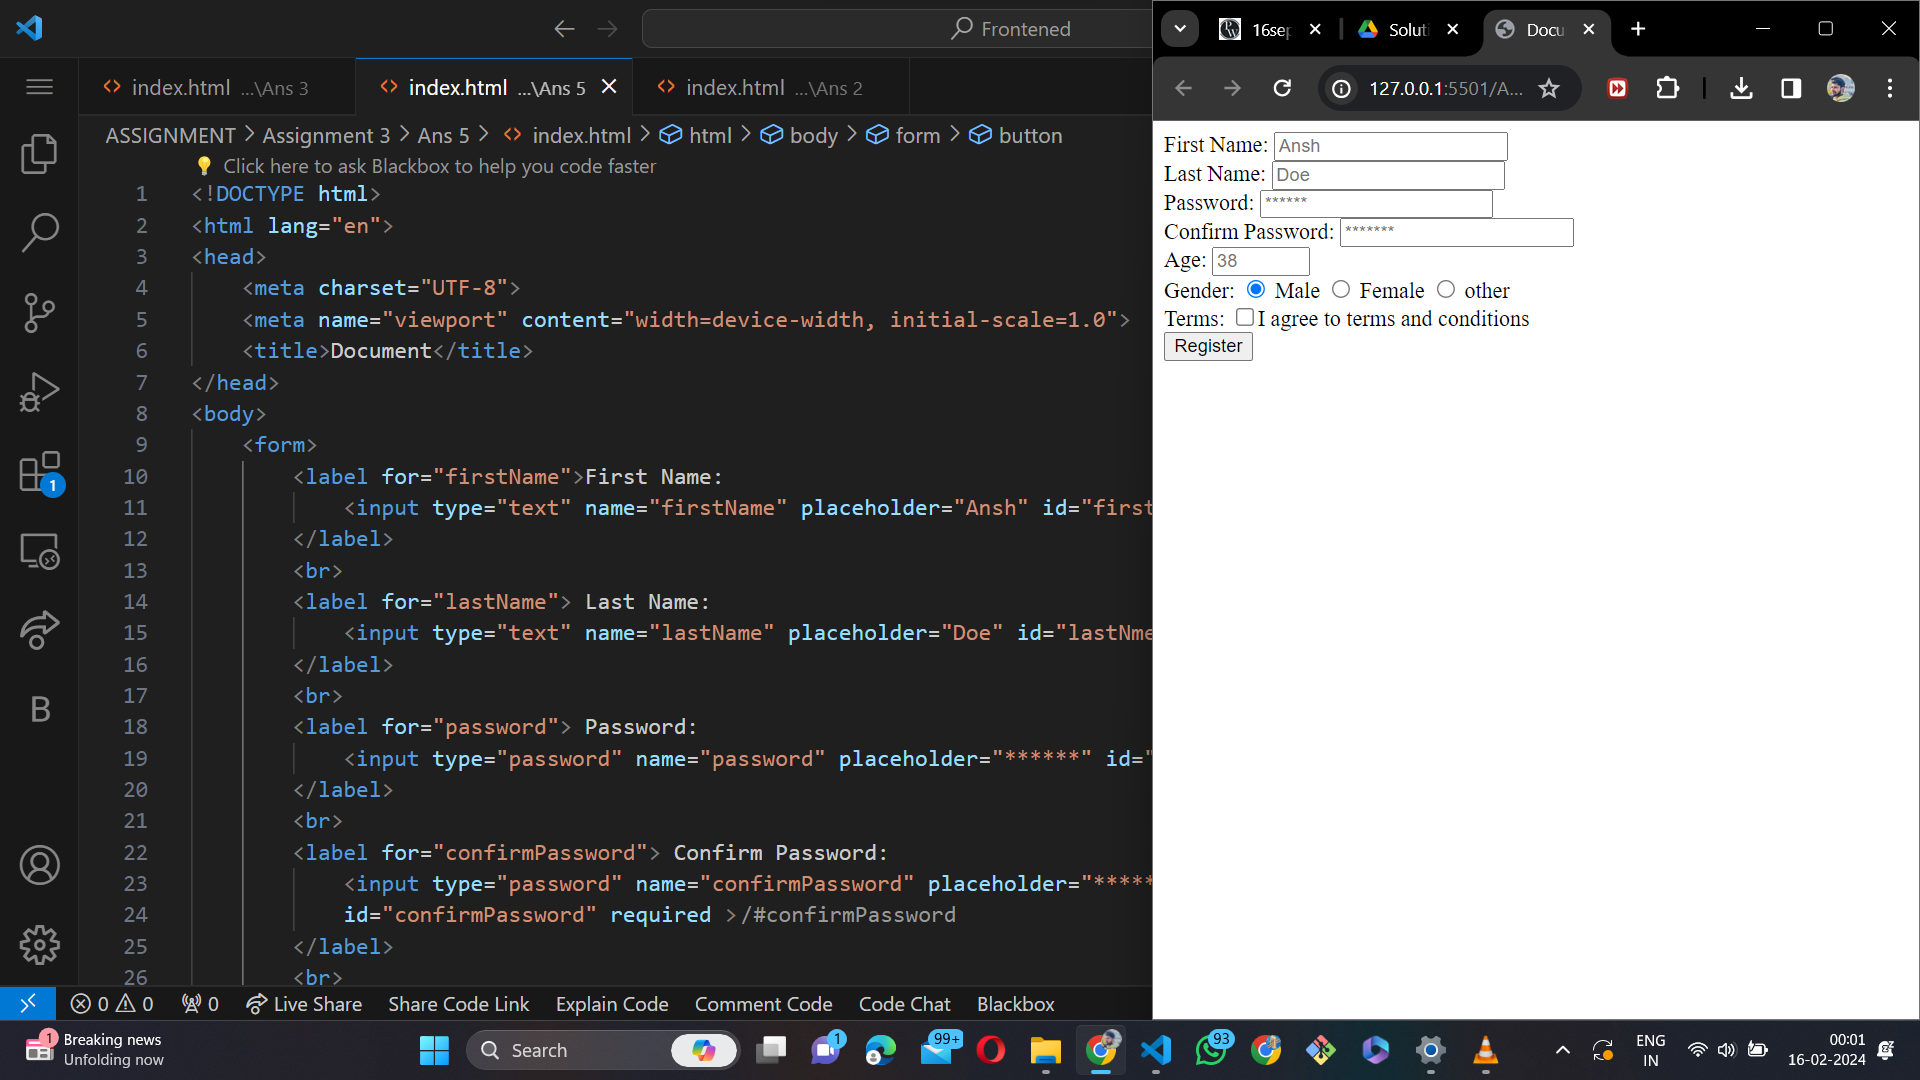 Frontened
index.html ...\Ans 3
index.html ...\Ans 5
index.html ...\Ans 2
ASSIGNMENT > Assignment 3 > Ans 5 > index.html > html > body > form > button
Click here to ask Blackbox to help you code faster
1 <!DOCTYPE html>
2 <html lang="en">
3 <head>
4 <meta charset="UTF-8">
5 <meta name="viewport" content="width=device-width, initial-scale=1.0">
6 <title>Document</title>
7 </head>
8 <body>
9 <form>
10 <label for="firstName">First Name:
11 <input type="text" name="firstName" placeholder="Ansh" id="first
12 </label>
13 <br>
14 <label for="lastName"> Last Name:
15 <input type="text" name="lastName" placeholder="Doe" id="lastNme
16 </label>
17 <br>
18 <label for="password"> Password:
19 <input type="password" name="password" placeholder="******" id="
20 </label>
21 <br>
22 <label for="confirmPassword"> Confirm Password:
23 <input type="password" name="confirmPassword" placeholder="*****
24 id="confirmPassword" required >/#confirmPassword
25 </label>
26 <br>
1
B
0 0 0 Live Share Share Code Link Explain Code Comment Code Code Chat Blackbox
16sep
Soluti
Docu
127.0.0.1:5501/A...
First Name: Ansh
Last Name: Doe
Password: ******
Confirm Password: *******
Age: 38
Gender: Male Female other
Terms: I agree to terms and conditions
Register
1
Breaking news
Unfolding now
Search
1
99+
93
ENG
IN
00:01
16-02-2024